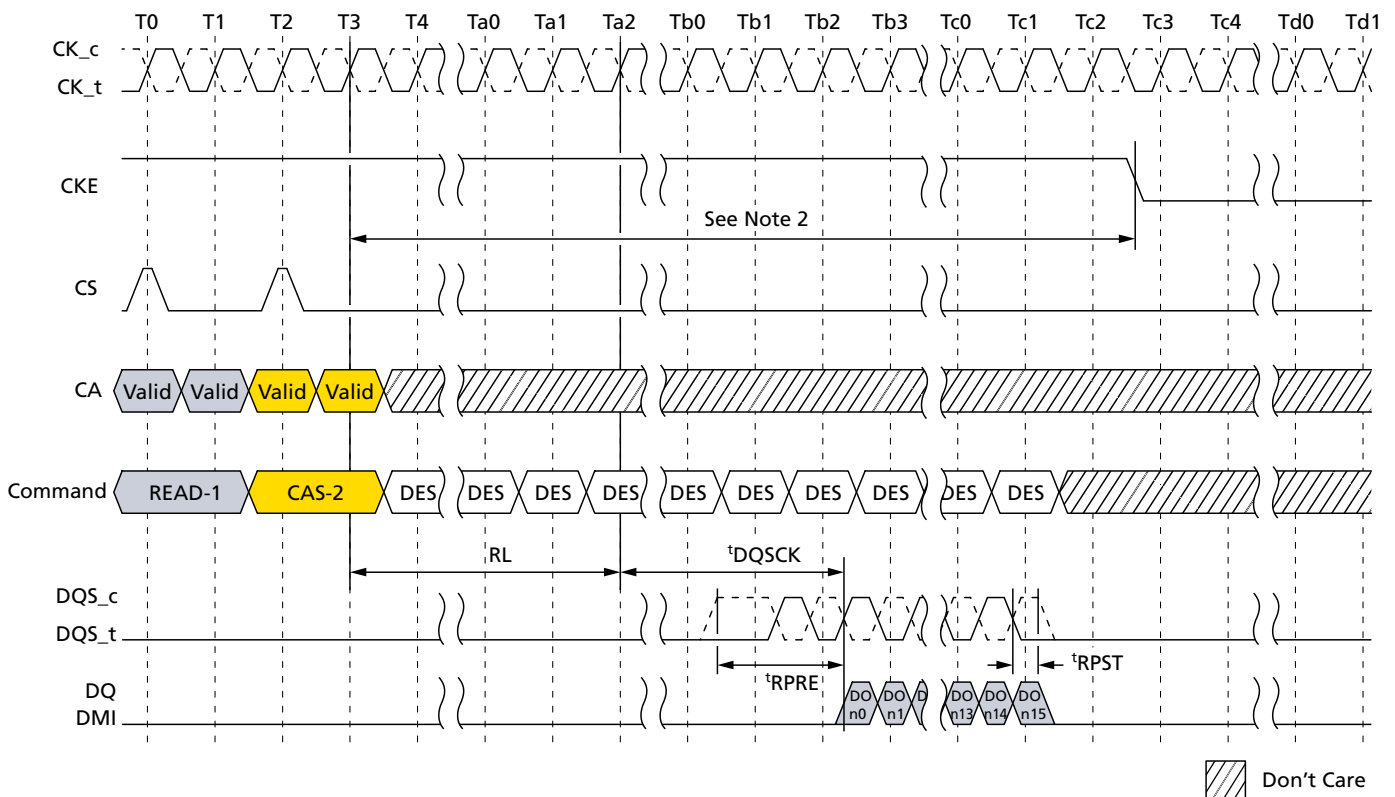 T0 T1 T2 T3 T4 Ta0 Ta1 Ta2 Tb0 Tb1 Tb2 Tb3 Tc0 Tc1 Tc2 Tc3 Tc4 Td0 Td1
CK_c
CK_t
CKE
See Note 2
CS
CA Valid Valid Valid Valid
Command READ-1 CAS-2 DES DES DES DES DES DES DES DES DES DES
RL tDQSCK
DQS_c
DQS_t
tRPRE tRPST
DQ
DMI
DO n0
DO n1
D
DO n13
DO n14
DO n15
Don't Care